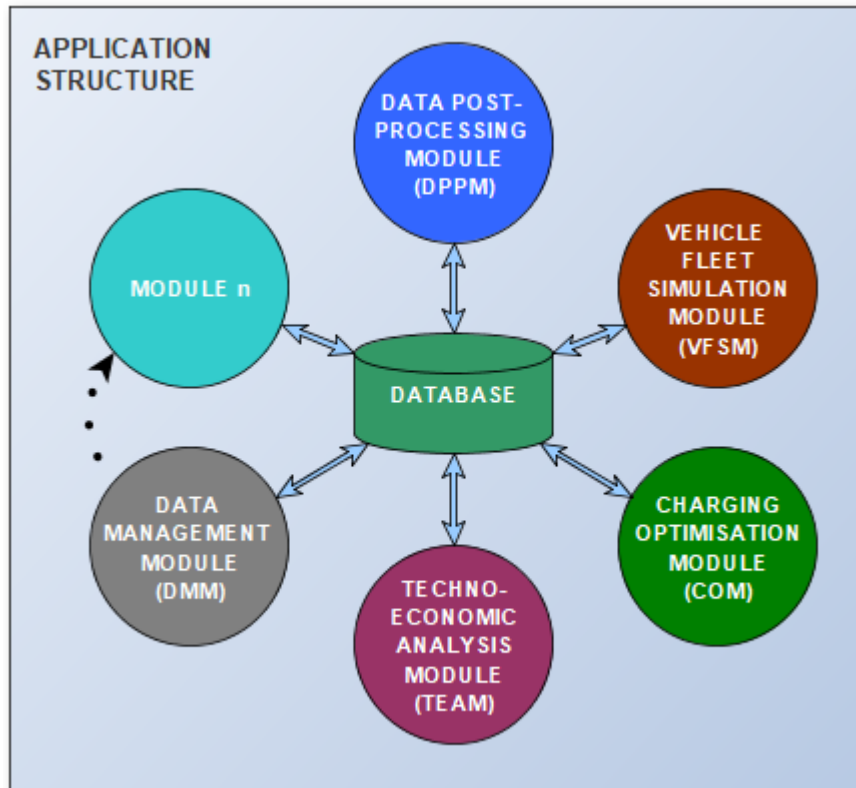 APPLICATION
STRUCTURE
DATA POST-
PROCESSING
MODULE
(DPPM)
MODULE n
VEHICLE
FLEET
SIMULATION
MODULE
(VFSM)
DATABASE
DATA
MANAGEMENT
MODULE
(DMM)
TECHNO-
ECONOMIC
ANALYSIS
MODULE
(TEAM)
CHARGING
OPTIMISATION
MODULE
(COM)